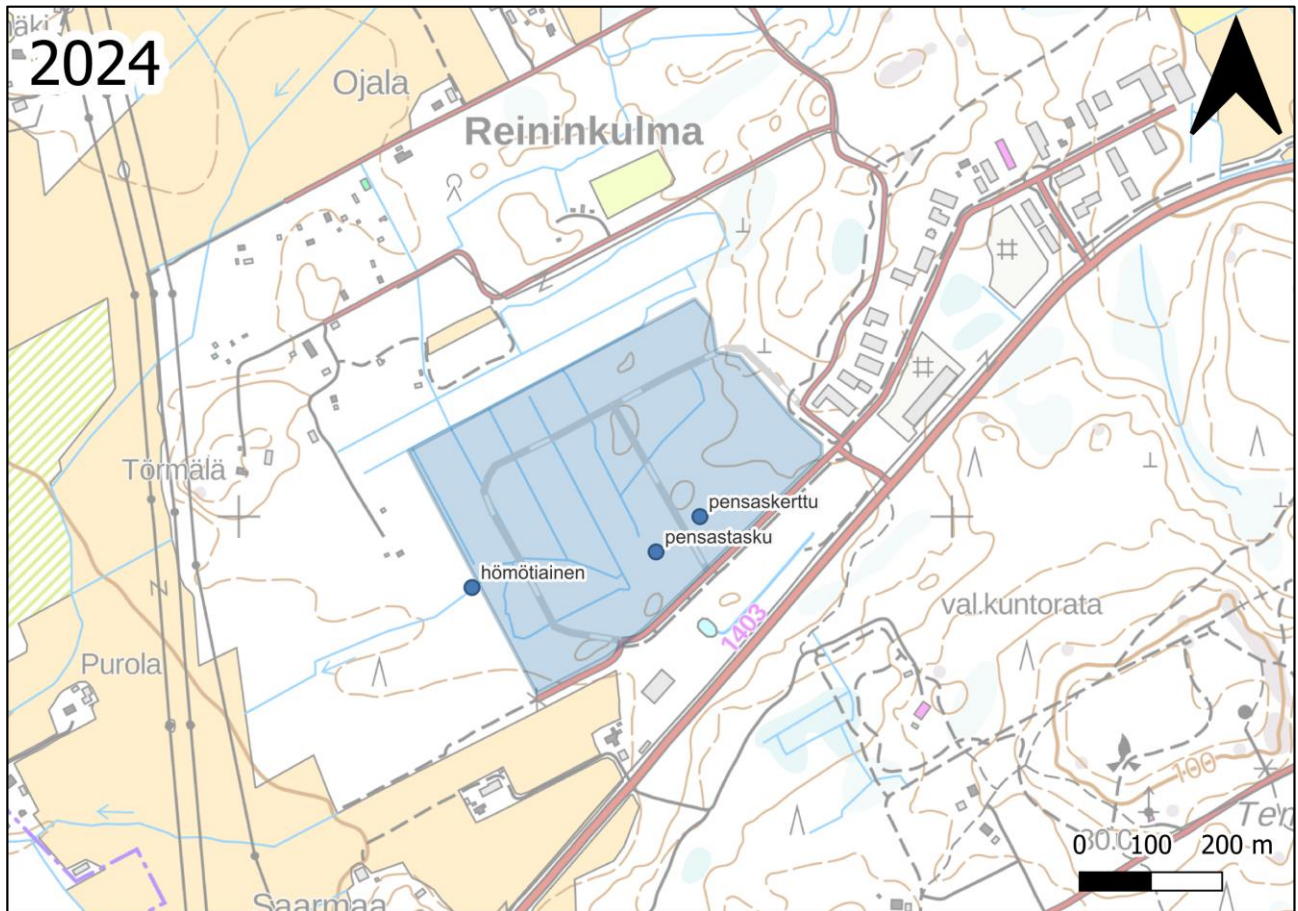 2024
Ojala
Reininkulma
Törmälä
pensaskerttu
pensastasku
hömötiainen
val.kuntorata
1403
Purola
100
0 100 200 m
Saarmaa